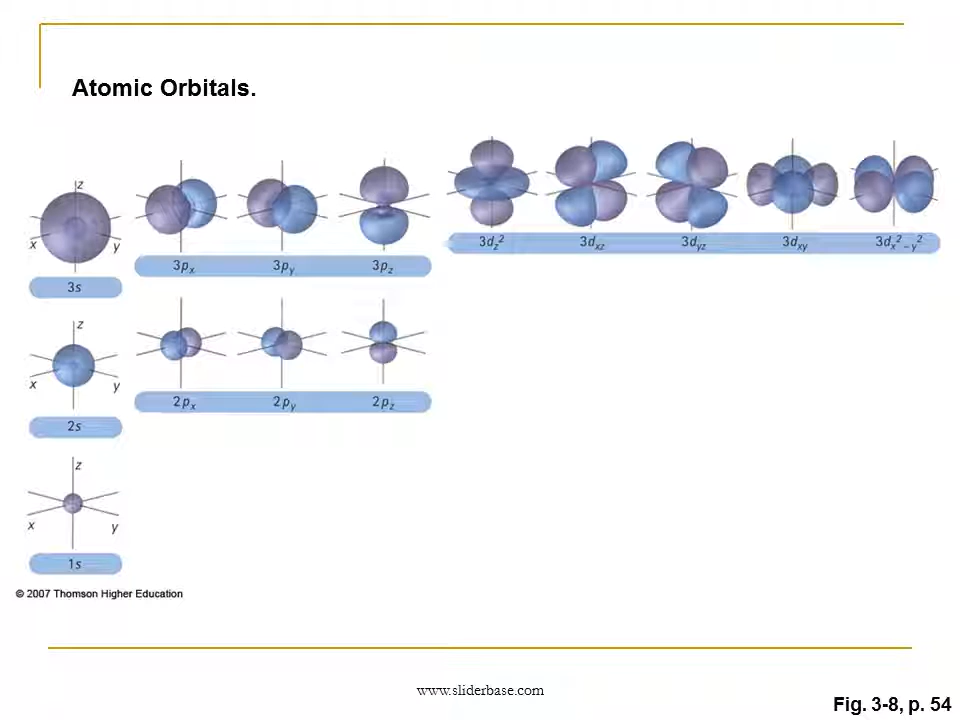 Atomic Orbitals.
z
x
y
3s
3px
3py
3pz
3dz2
3dxz
3dyz
3dxy
3dx2 – y2
z
x
y
2s
2px
2py
2pz
z
x
y
1s
© 2007 Thomson Higher Education
www.sliderbase.com
Fig. 3-8, p. 54